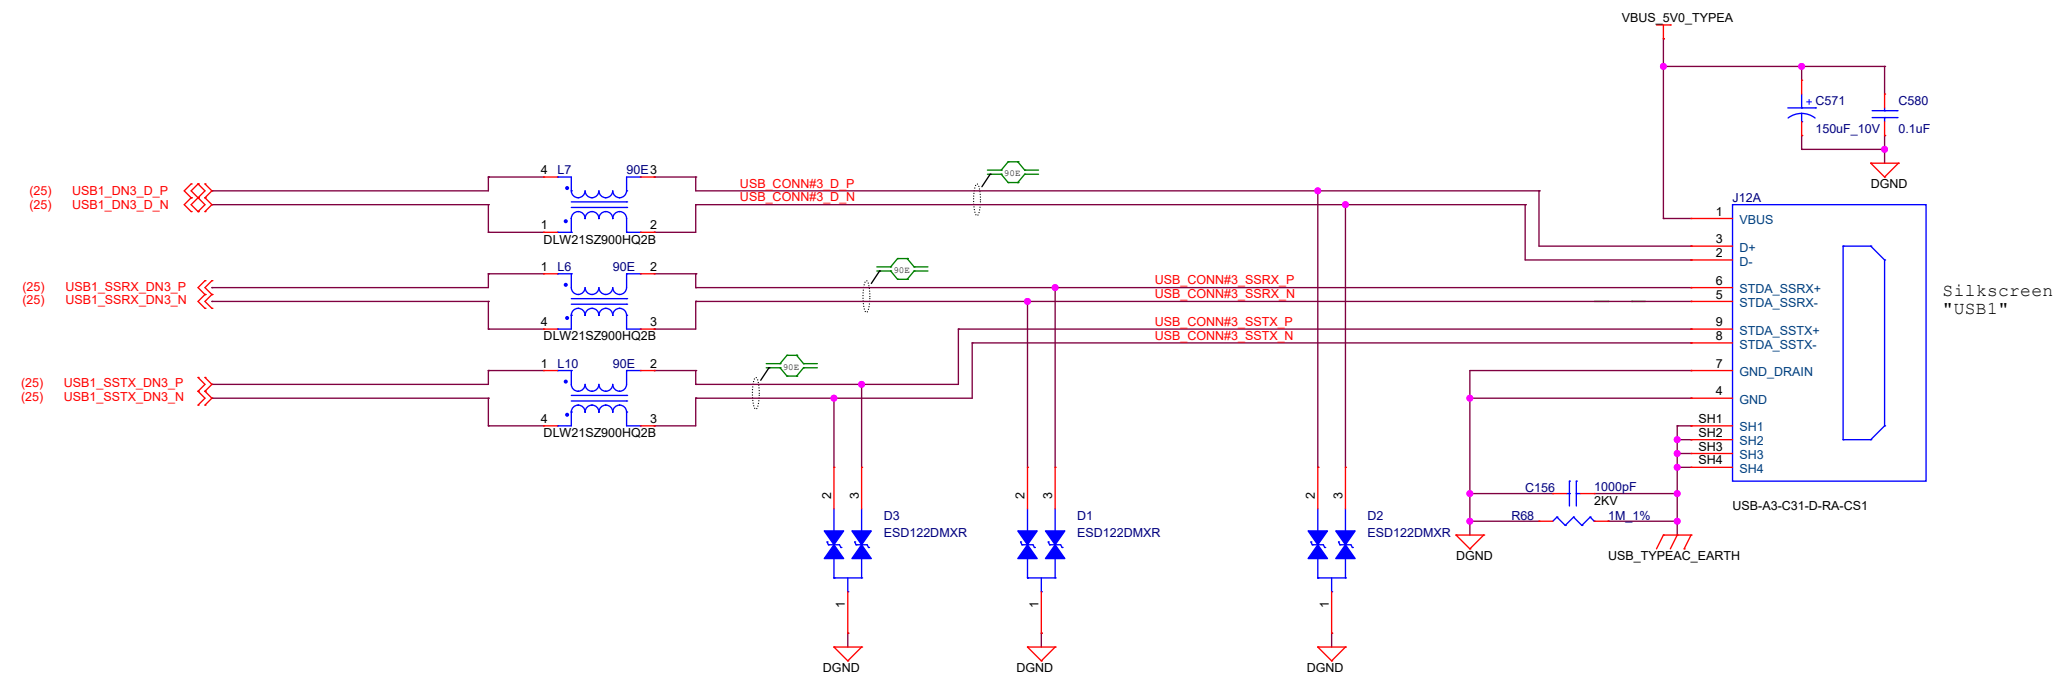 VBUS_5V0_TYPEA
+ C571
150uF_10V
C580
0.1uF
DGND
4 L7 90E 3
(25) USB1_DN3_D_P
(25) USB1_DN3_D_N
1 2
DLW21SZ900HQ2B
USB_CONN#3_D_P
USB_CONN#3_D_N
90E
1 L6 90E 2
(25) USB1_SSRX_DN3_P
(25) USB1_SSRX_DN3_N
4 3
DLW21SZ900HQ2B
90E
USB_CONN#3_SSRX_P
USB_CONN#3_SSRX_N
USB_CONN#3_SSTX_P
USB_CONN#3_SSTX_N
1 L10 90E 2
(25) USB1_SSTX_DN3_P
(25) USB1_SSTX_DN3_N
4 3
DLW21SZ900HQ2B
90E
J12A
1 VBUS
3 D+
2 D-
6 STDA_SSRX+
5 STDA_SSRX-
9 STDA_SSTX+
8 STDA_SSTX-
7 GND_DRAIN
4 GND
SH1 SH1
SH2 SH2
SH3 SH3
SH4 SH4
USB-A3-C31-D-RA-CS1
Silkscreen
"USB1"
C156 1000pF
2KV
R68 1M_1%
DGND
USB_TYPEAC_EARTH
2 3
D3
ESD122DMXR
1
DGND
2 3
D1
ESD122DMXR
1
DGND
2 3
D2
ESD122DMXR
1
DGND